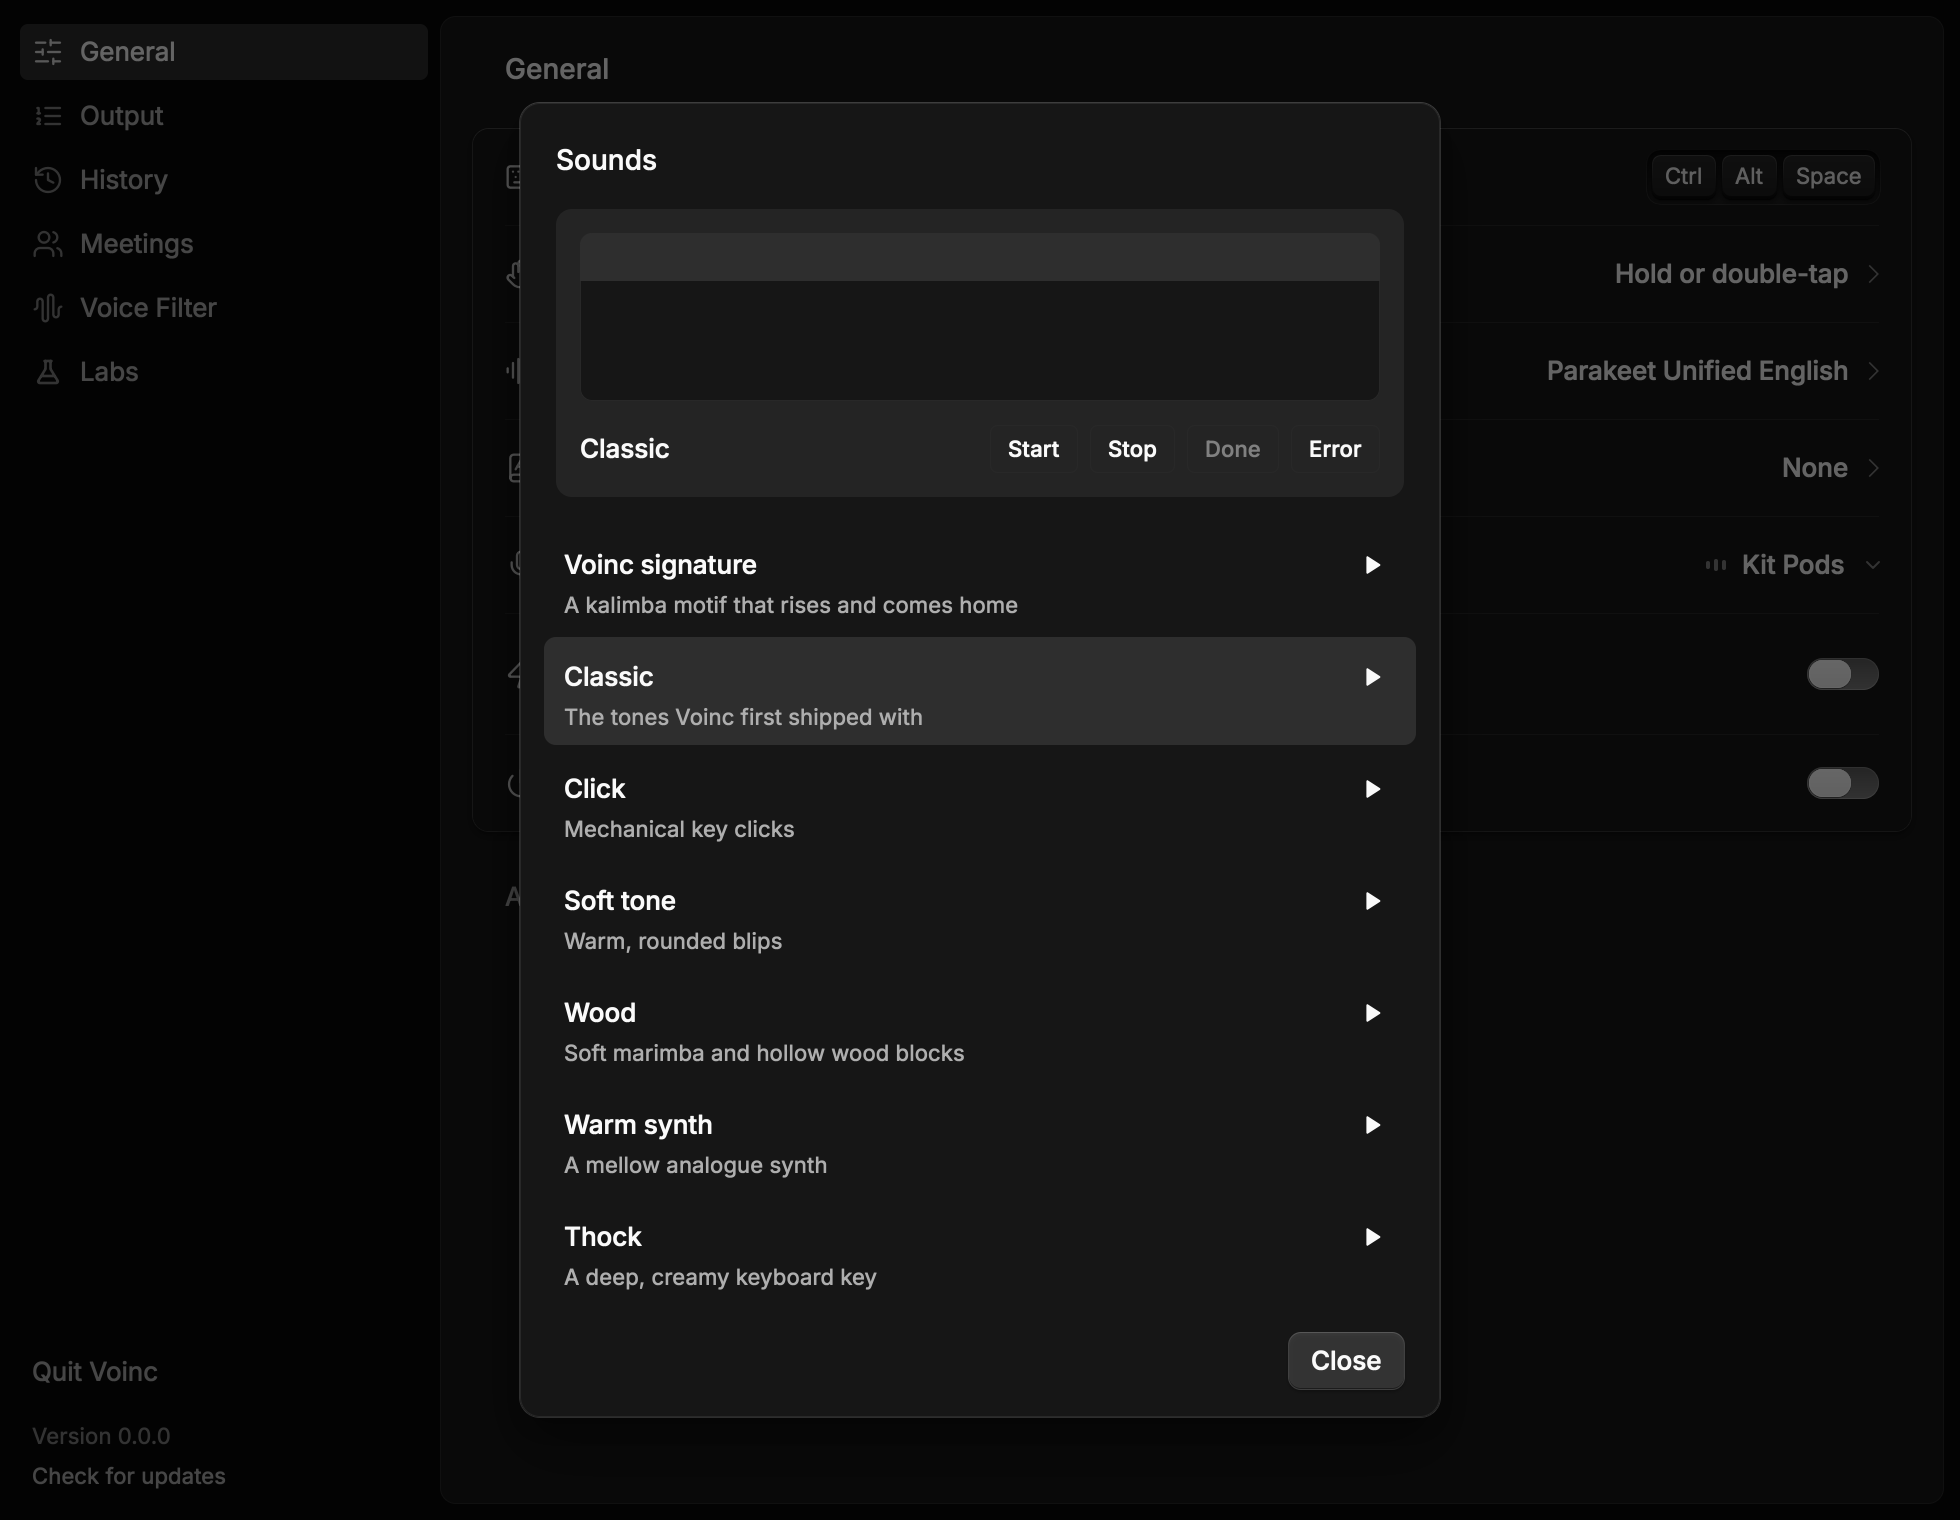 General
Output
History
Meetings
Voice Filter
Labs
Quit Voinc
Version 0.0.0
Check for updates
General
Ctrl Alt Space
Hold or double-tap
Parakeet Unified English
None
Kit Pods
Sounds
Classic Start Stop Done Error
Voinc signature
A kalimba motif that rises and comes home
Classic
The tones Voinc first shipped with
Click
Mechanical key clicks
Soft tone
Warm, rounded blips
Wood
Soft marimba and hollow wood blocks
Warm synth
A mellow analogue synth
Thock
A deep, creamy keyboard key
Close